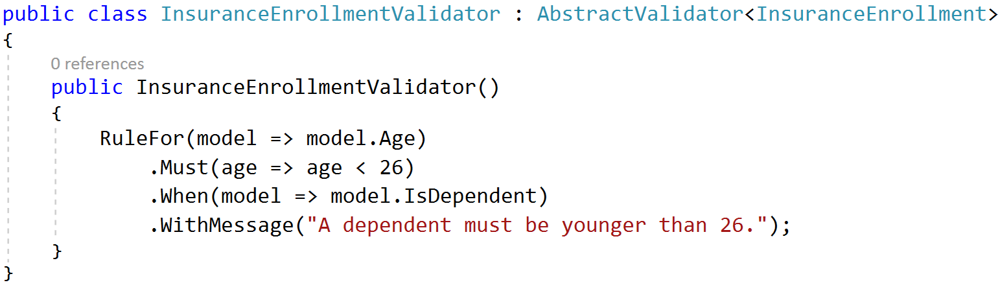 public class InsuranceEnrollmentValidator : AbstractValidator<InsuranceEnrollment>
{
0 references
public InsuranceEnrollmentValidator()
{
RuleFor(model => model.Age)
.Must(age => age < 26)
.When(model => model.IsDependent)
.WithMessage("A dependent must be younger than 26.");
}
}